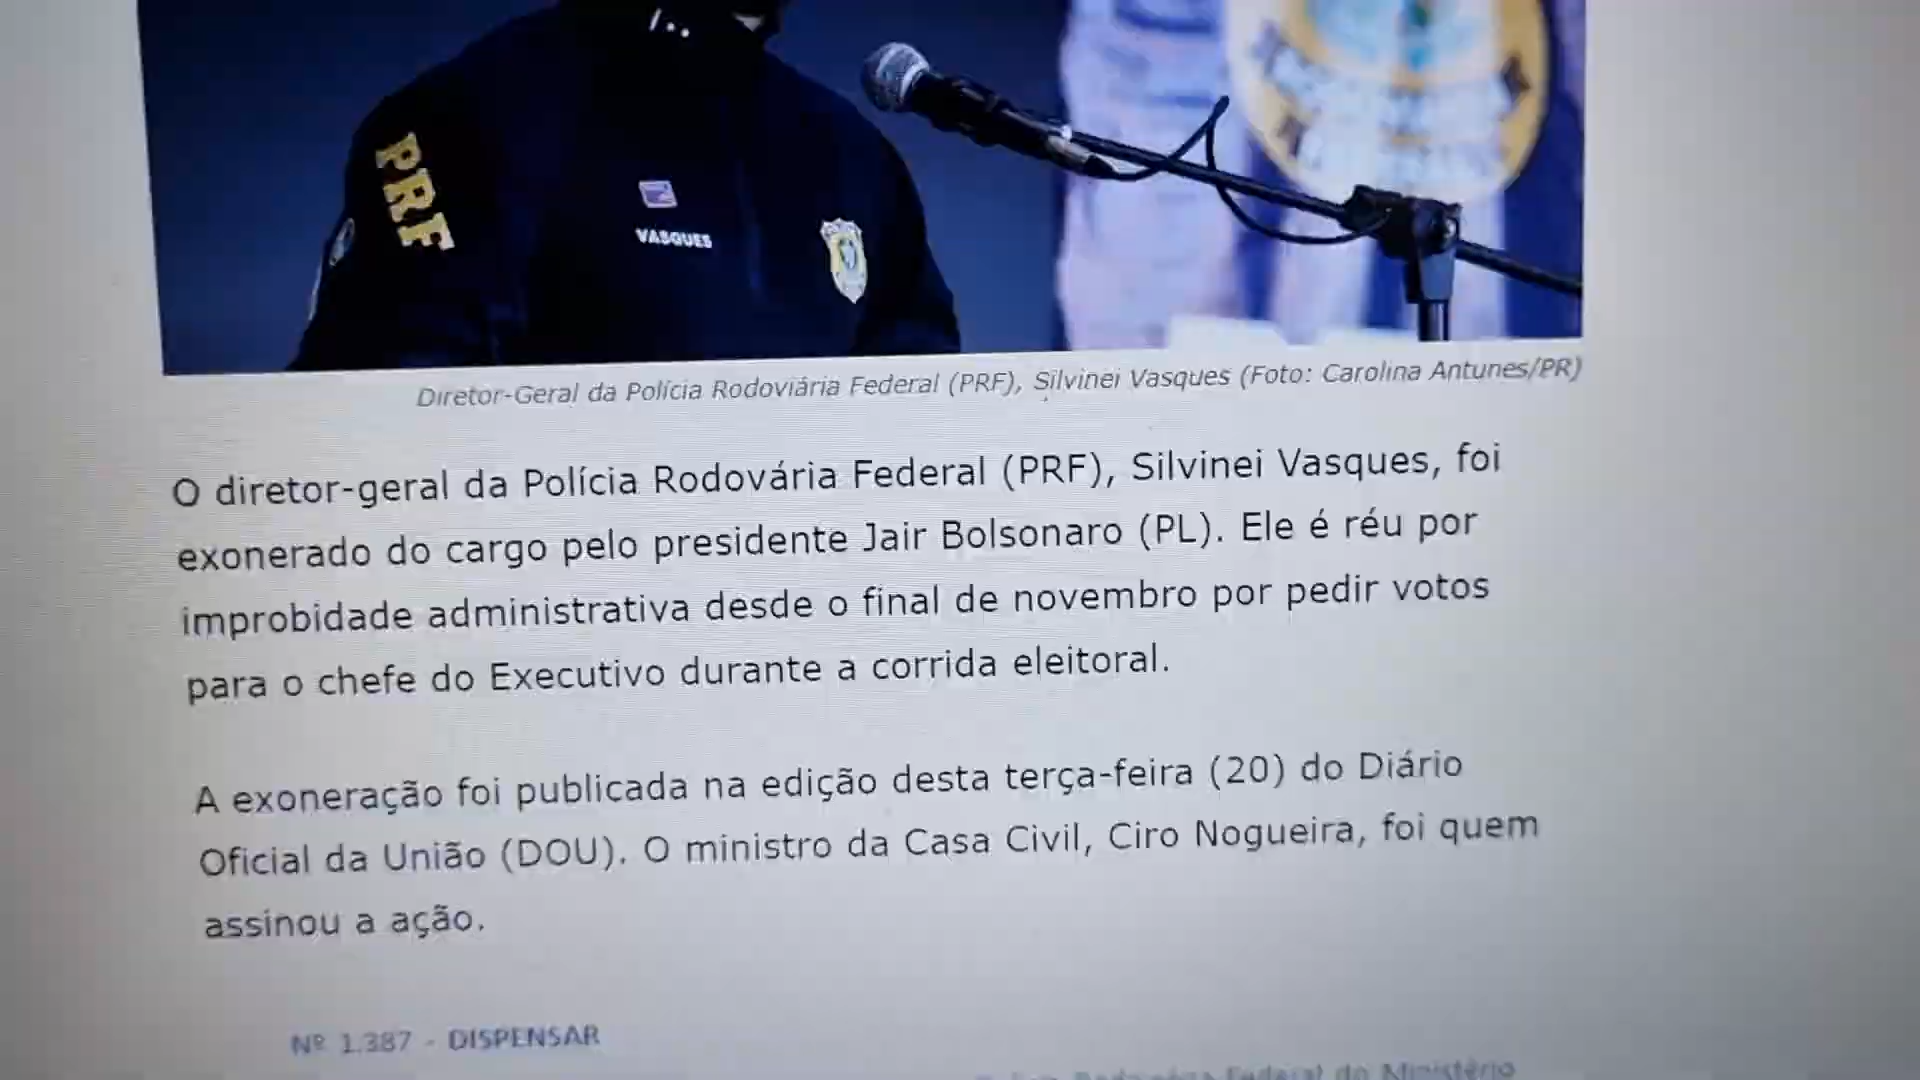 PRF
VASQUES
Diretor-Geral da Polícia Rodoviária Federal (PRF), Silvinei Vasques (Foto: Carolina Antunes/PR)
O diretor-geral da Polícia Rodovária Federal (PRF), Silvinei Vasques, foi
exonerado do cargo pelo presidente Jair Bolsonaro (PL). Ele é réu por
improbidade administrativa desde o final de novembro por pedir votos
para o chefe do Executivo durante a corrida eleitoral.
A exoneração foi publicada na edição desta terça-feira (20) do Diário
Oficial da União (DOU). O ministro da Casa Civil, Ciro Nogueira, foi quem
assinou a ação.
Nº 1.387 - DISPENSAR
Federal do Ministério